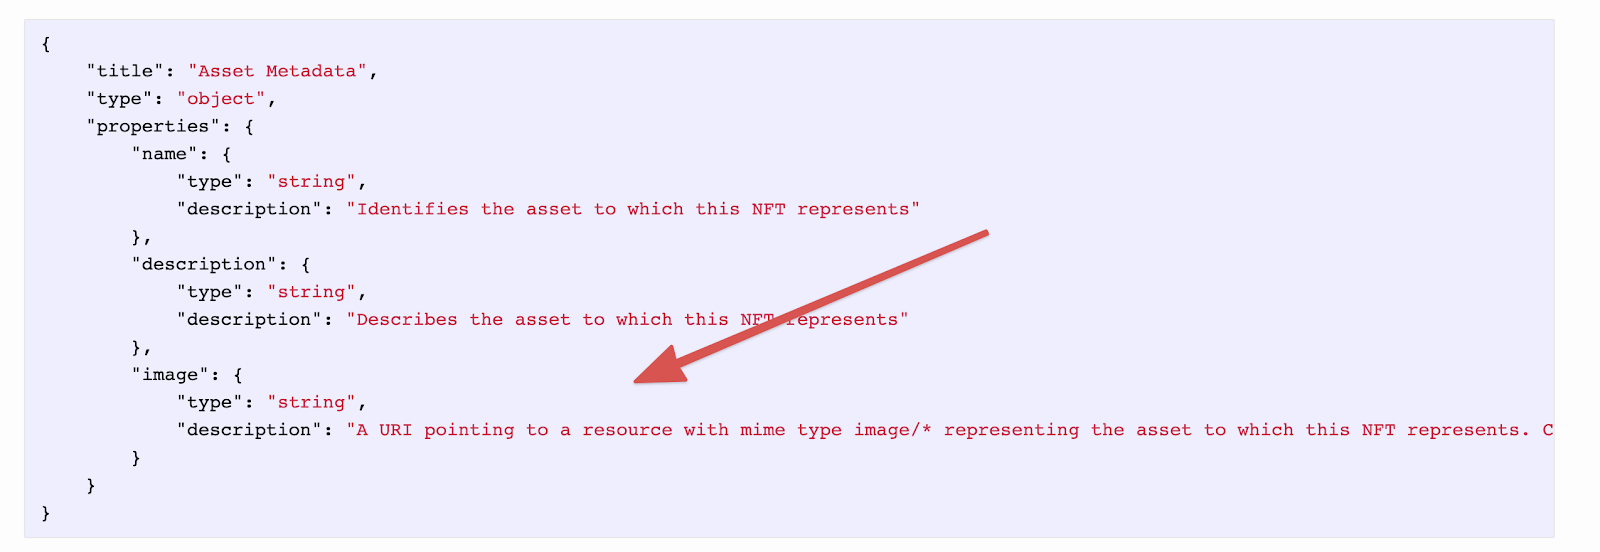 {
    "title": "Asset Metadata",
    "type": "object",
    "properties": {
        "name": {
            "type": "string",
            "description": "Identifies the asset to which this NFT represents"
        },
        "description": {
            "type": "string",
            "description": "Describes the asset to which this NFT represents"
        },
        "image": {
            "type": "string",
            "description": "A URI pointing to a resource with mime type image/* representing the asset to which this NFT represents. C
        }
    }
}